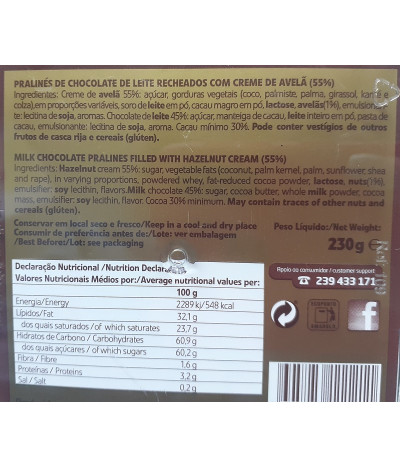 PRALINÉS DE CHOCOLATE DE LEITE RECHEADOS COM CREME DE AVELÃ (55%)
Ingredientes: Creme de avelã 55%: açúcar, gorduras vegetais (coco, palmiste, palma, girassol, karité e
colza),em proporções variáveis, soro de leite em pó, cacau magro em pó, lactose, avelãs(1%), emulsionan-
te: lecitina de soja, aromas. Chocolate de leite 45%: açúcar, manteiga de cacau, leite inteiro em pó, pasta de
cacau, emulsionante: lecitina de soja, aroma. Cacau mínimo 30%. Pode conter vestígios de outros
frutos de casca rija e cereais (glúten).
MILK CHOCOLATE PRALINES FILLED WITH HAZELNUT CREAM (55%)
Ingredients: Hazelnut cream 55%: sugar, vegetable fats (coconut, palm kernel, palm, sunflower, shea
and rape), in varying proportions, powdered whey, fat-reduced cocoa powder, lactose, nuts(1%),
emulsifier: soy lecithin, flavors. Milk chocolate 45%: sugar, cocoa butter, whole milk powder, cocoa
mass, emulsifier: soy lecithin, flavor. Cocoa 30% minimum. May contain traces of other nuts and
cereals (glúten).
Conservar em local seco e fresco/Keep in a cool and dry place
Consumir de preferência antes de:/Lote: ver embalagem
/Best Before/: Lot: see packaging
Peso Líquido:/Net Weight:
230g e
Declaração Nutricional /Nutrition Declara
Valores Nutricionais Médios por:/Average nutritional values per:
100 g
Energia/Energy 2289 kj/548 kcal
Lípidos/Fat 32,1 g
dos quais saturados / of which saturates 23,7 g
Hidratos de Carbono / Carbohydrates 60,9 g
dos quais açúcares / of which sugars 60,2 g
Fibra / Fibre 1,6 g
Proteínas / Proteins 3,2 g
Sal / Salt 0,2 g
Apoio ao consumidor / customer support
239 433 171
f